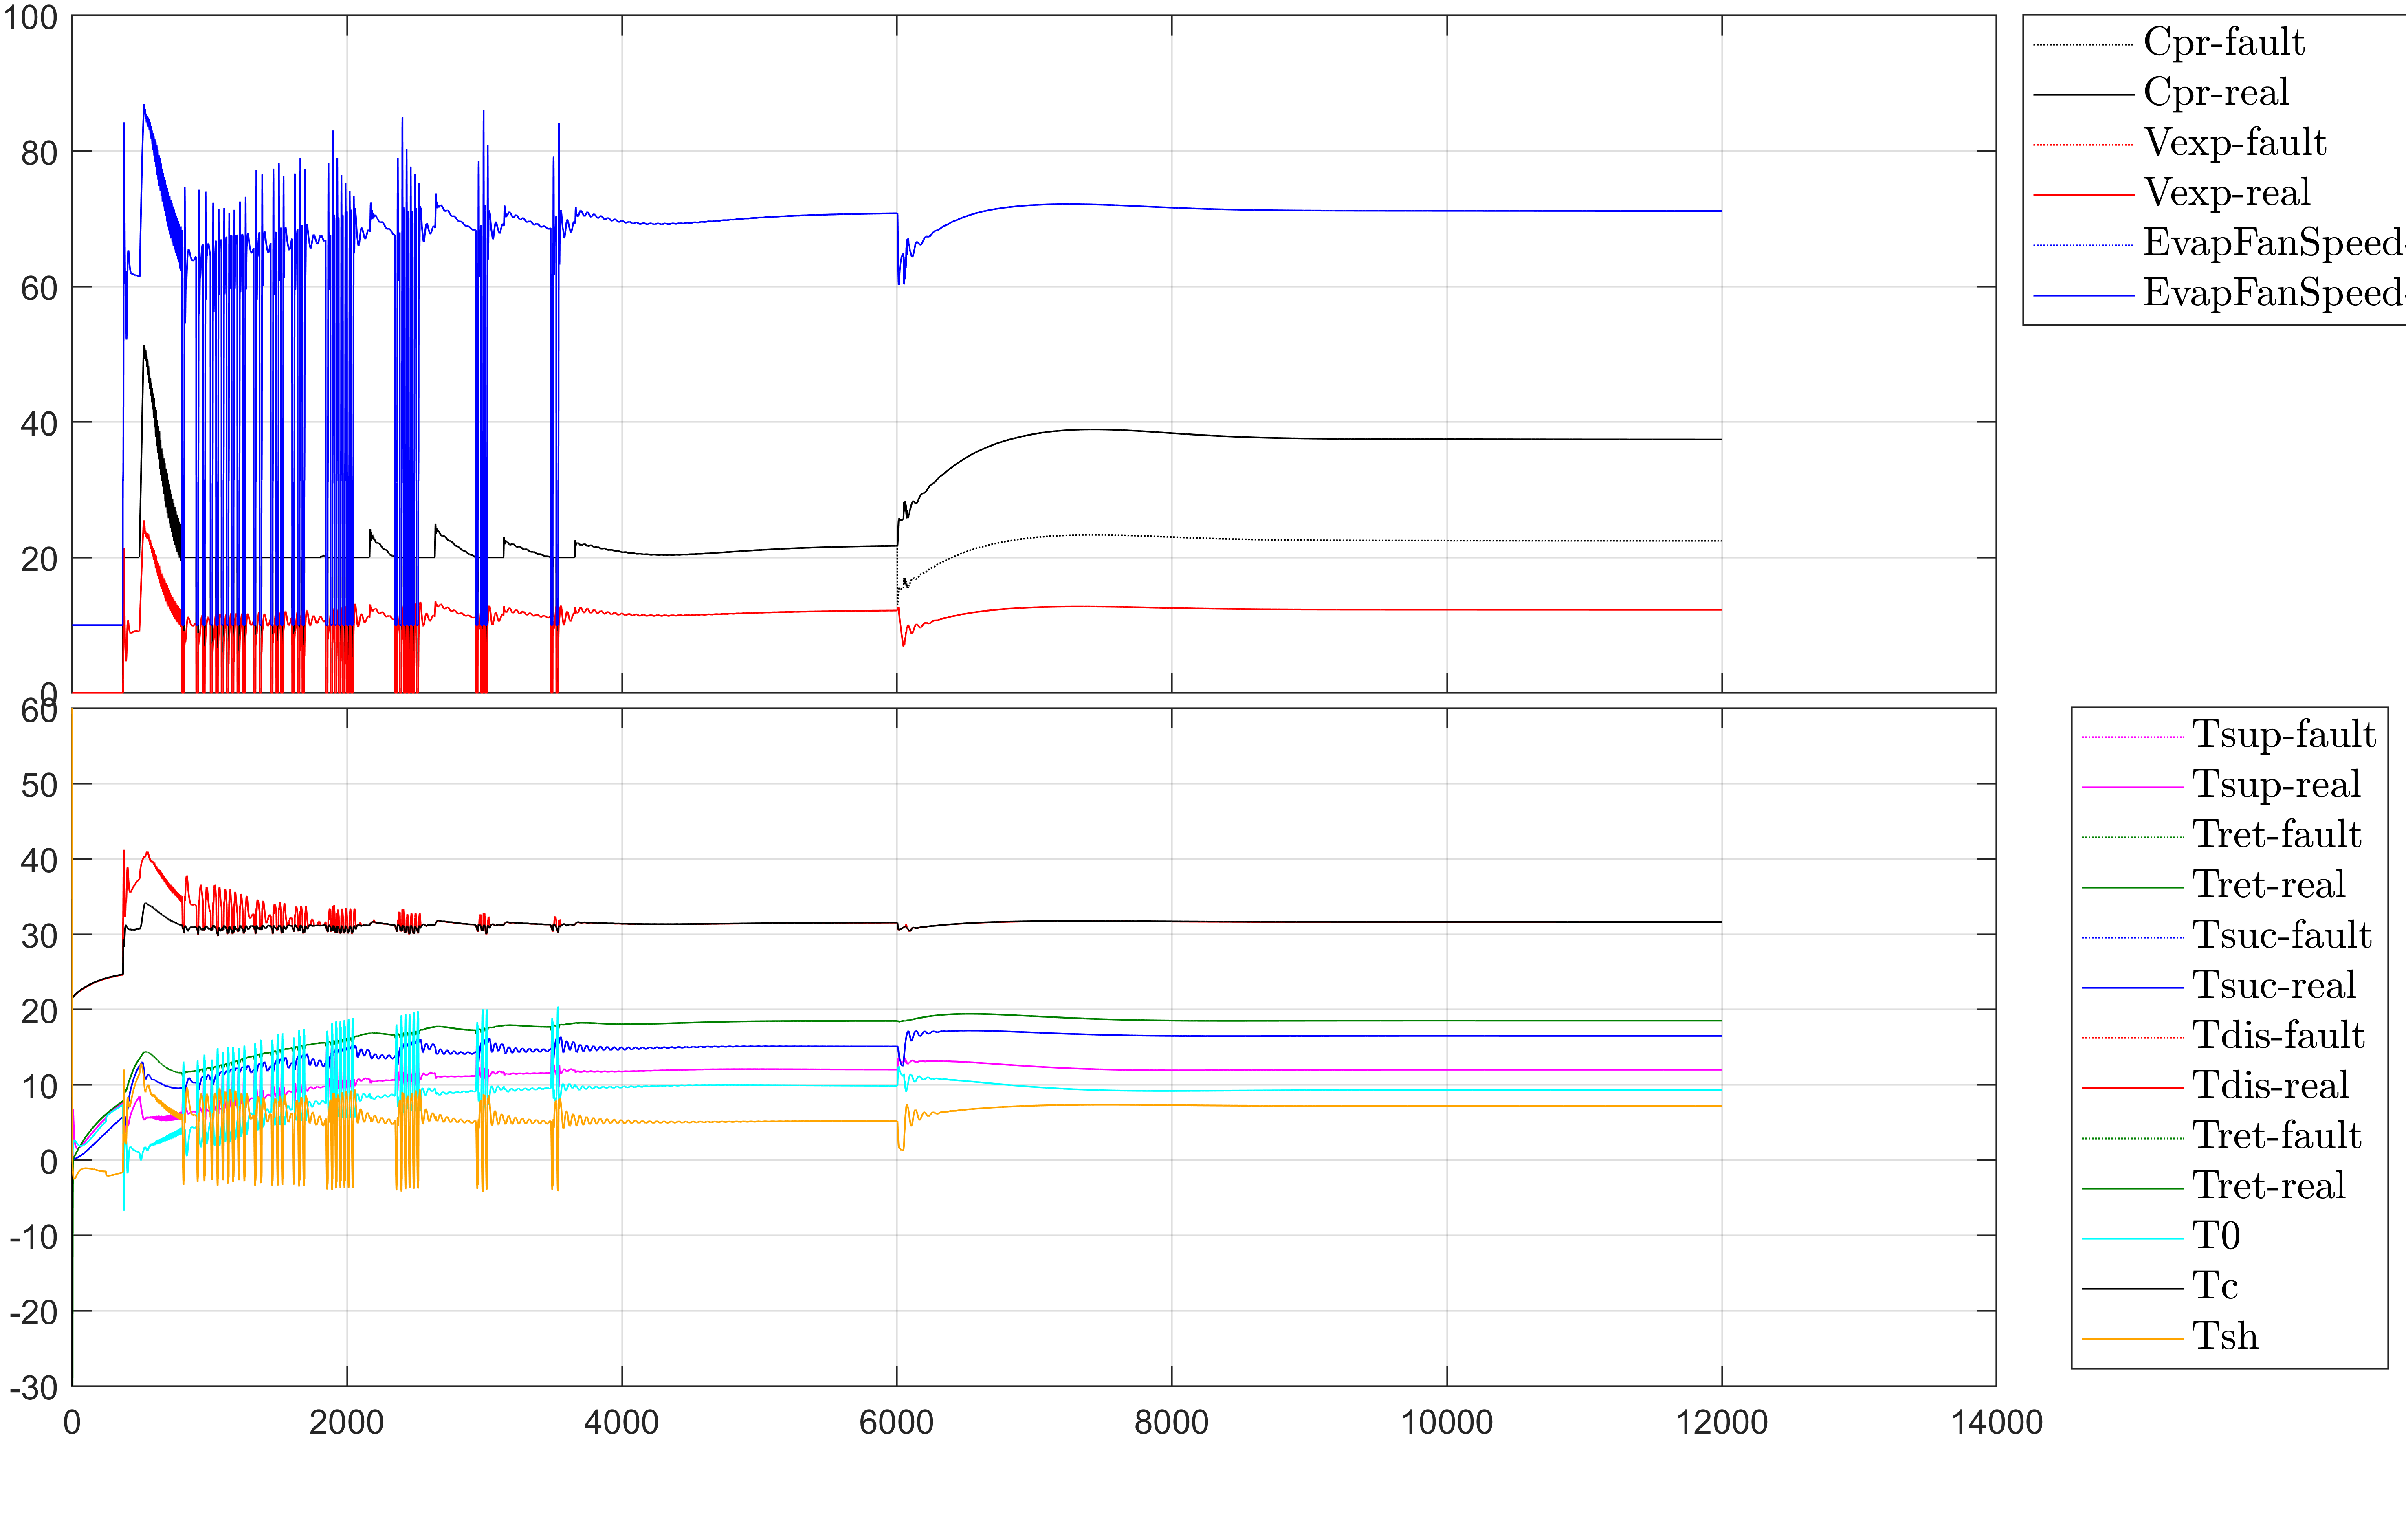 100
80
60
40
20
0
Cpr-fault
Cpr-real
Vexp-fault
Vexp-real
EvapFanSpeed-
EvapFanSpeed-
60
50
40
30
20
10
0
-10
-20
-30
0 2000 4000 6000 8000 10000 12000 14000
Tsup-fault
Tsup-real
Tret-fault
Tret-real
Tsuc-fault
Tsuc-real
Tdis-fault
Tdis-real
Tret-fault
Tret-real
T0
Tc
Tsh